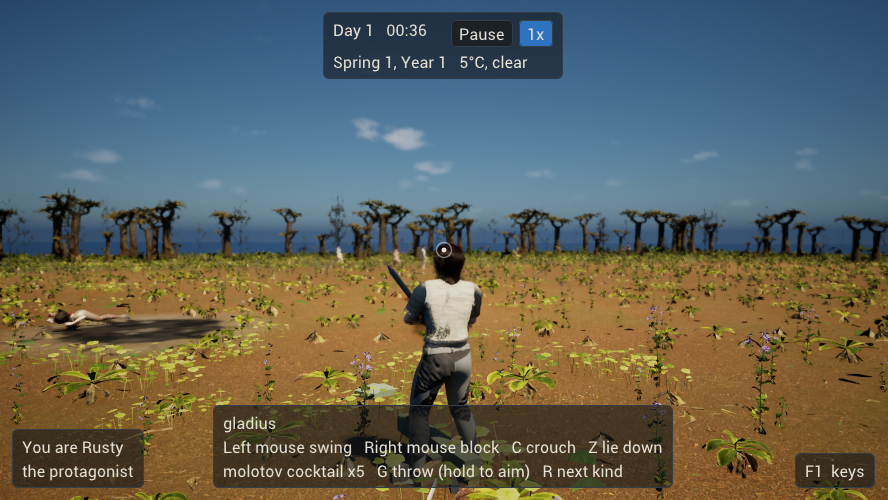 Day 1 00:36 Pause 1x
Spring 1, Year 1 5°C, clear
gladius
Left mouse swing Right mouse block C crouch Z lie down
molotov cocktail x5 G throw (hold to aim) R next kind
You are Rusty
the protagonist
F1 keys